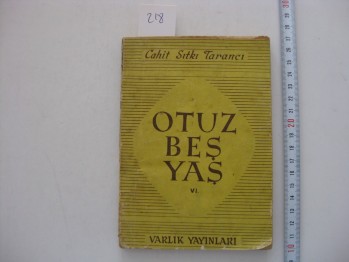 218
Cahit Sıtkı Tarancı
OTUZ
BEŞ
YAŞ
VI.
VARLIK YAYINLARI